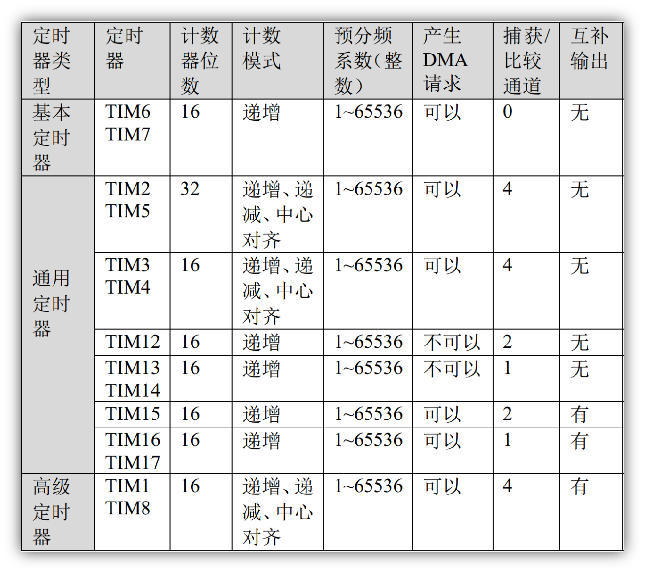 定时器类型 定时器 计数器位数 计数模式 预分频系数(整数） 产生DMA请求 捕获/比较通道 互补输出
基本定时器 TIM6 TIM7 16 递增 1~65536 可以 0 无
通用定时器 TIM2 TIM5 32 递增、递减、中心对齐 1~65536 可以 4 无
TIM3 TIM4 16 递增、递减、中心对齐 1~65536 可以 4 无
TIM12 16 递增 1~65536 不可以 2 无
TIM13 TIM14 16 递增 1~65536 不可以 1 无
TIM15 16 递增 1~65536 可以 2 有
TIM16 TIM17 16 递增 1~65536 可以 1 有
高级定时器 TIM1 TIM8 16 递增、递减、中心对齐 1~65536 可以 4 有